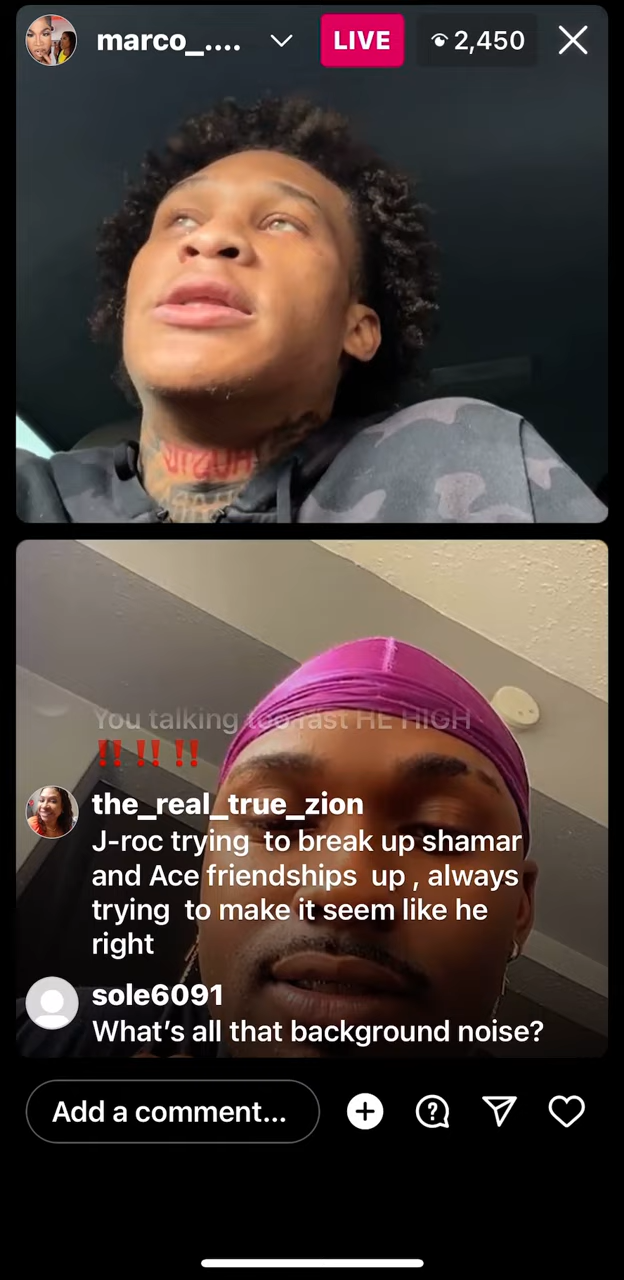 marco_....
LIVE
2,450
You talking too fast HE HIGH
‼️ ‼️ ‼️
the_real_true_zion
J-roc trying  to break up shamar
and Ace friendships  up , always
trying  to make it seem like he
right
sole6091
What’s all that background noise?
Add a comment...